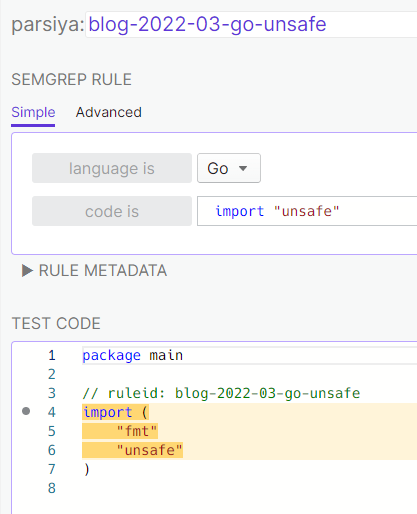 parsiya:blog-2022-03-go-unsafe
SEMGREP RULE
Simple Advanced
language is Go
code is import "unsafe"
RULE METADATA
TEST CODE
1 package main
2
3 // ruleid: blog-2022-03-go-unsafe
4 import (
5 "fmt"
6 "unsafe"
7 )
8